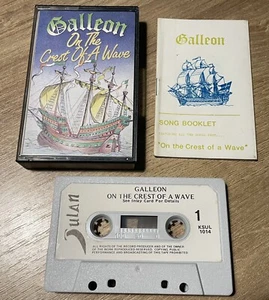 Galleon
On The
Crest Of A Wave
Galleon
SONG BOOKLET
"On the Crest of a Wave"
GALLEON
ON THE CREST OF A WAVE
See Inlay Card For Details
1
KSUL
1014
Sulan